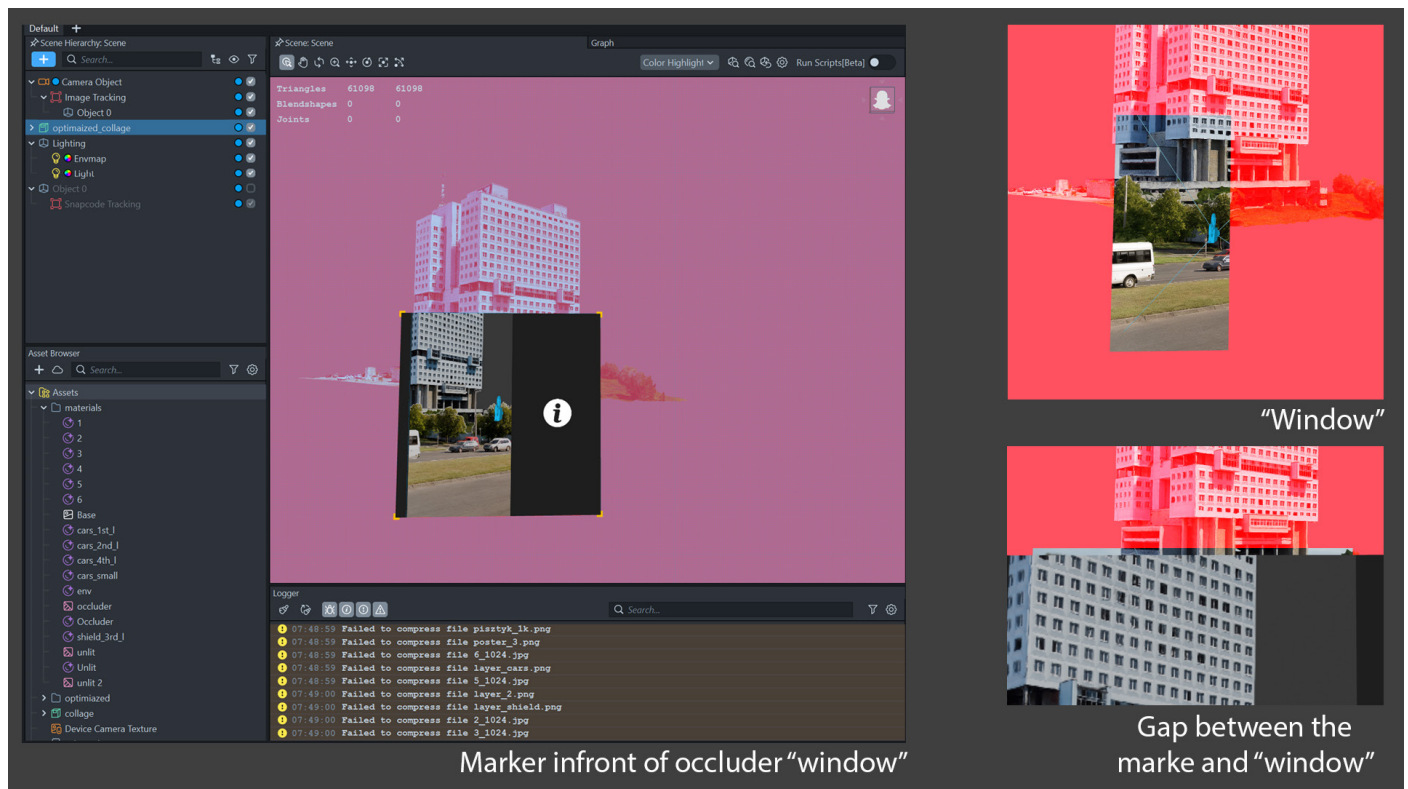 Default +
Scene Hierarchy: Scene
Search...
Camera Object
Image Tracking
Object 0
optimaized_collage
Lighting
Envmap
Light
Object 0
Snapcode Tracking
Asset Browser
Search...
Assets
materials
1
2
3
4
5
6
Base
cars_1st_l
cars_2nd_l
cars_4th_l
cars_small
env
occluder
Occluder
shield_3rd_l
unlit
Unlit
unlit 2
optimiazed
collage
Device Camera Texture
Scene: Scene
Graph
Color Highlight
Run Scripts[Beta]
Triangles 61098 61098
Blendshapes 0 0
Joints 0 0
i
Logger
Search...
07:48:59 Failed to compress file pisztyk_1k.png
07:48:59 Failed to compress file poster_3.png
07:48:59 Failed to compress file 6_1024.jpg
07:48:59 Failed to compress file layer_cars.png
07:48:59 Failed to compress file 5_1024.jpg
07:49:00 Failed to compress file layer_2.png
07:49:00 Failed to compress file layer_shield.png
07:49:00 Failed to compress file 2_1024.jpg
07:49:00 Failed to compress file 3_1024.jpg
Marker infront of occluder “window”
“Window”
Gap between the
marke and “window”